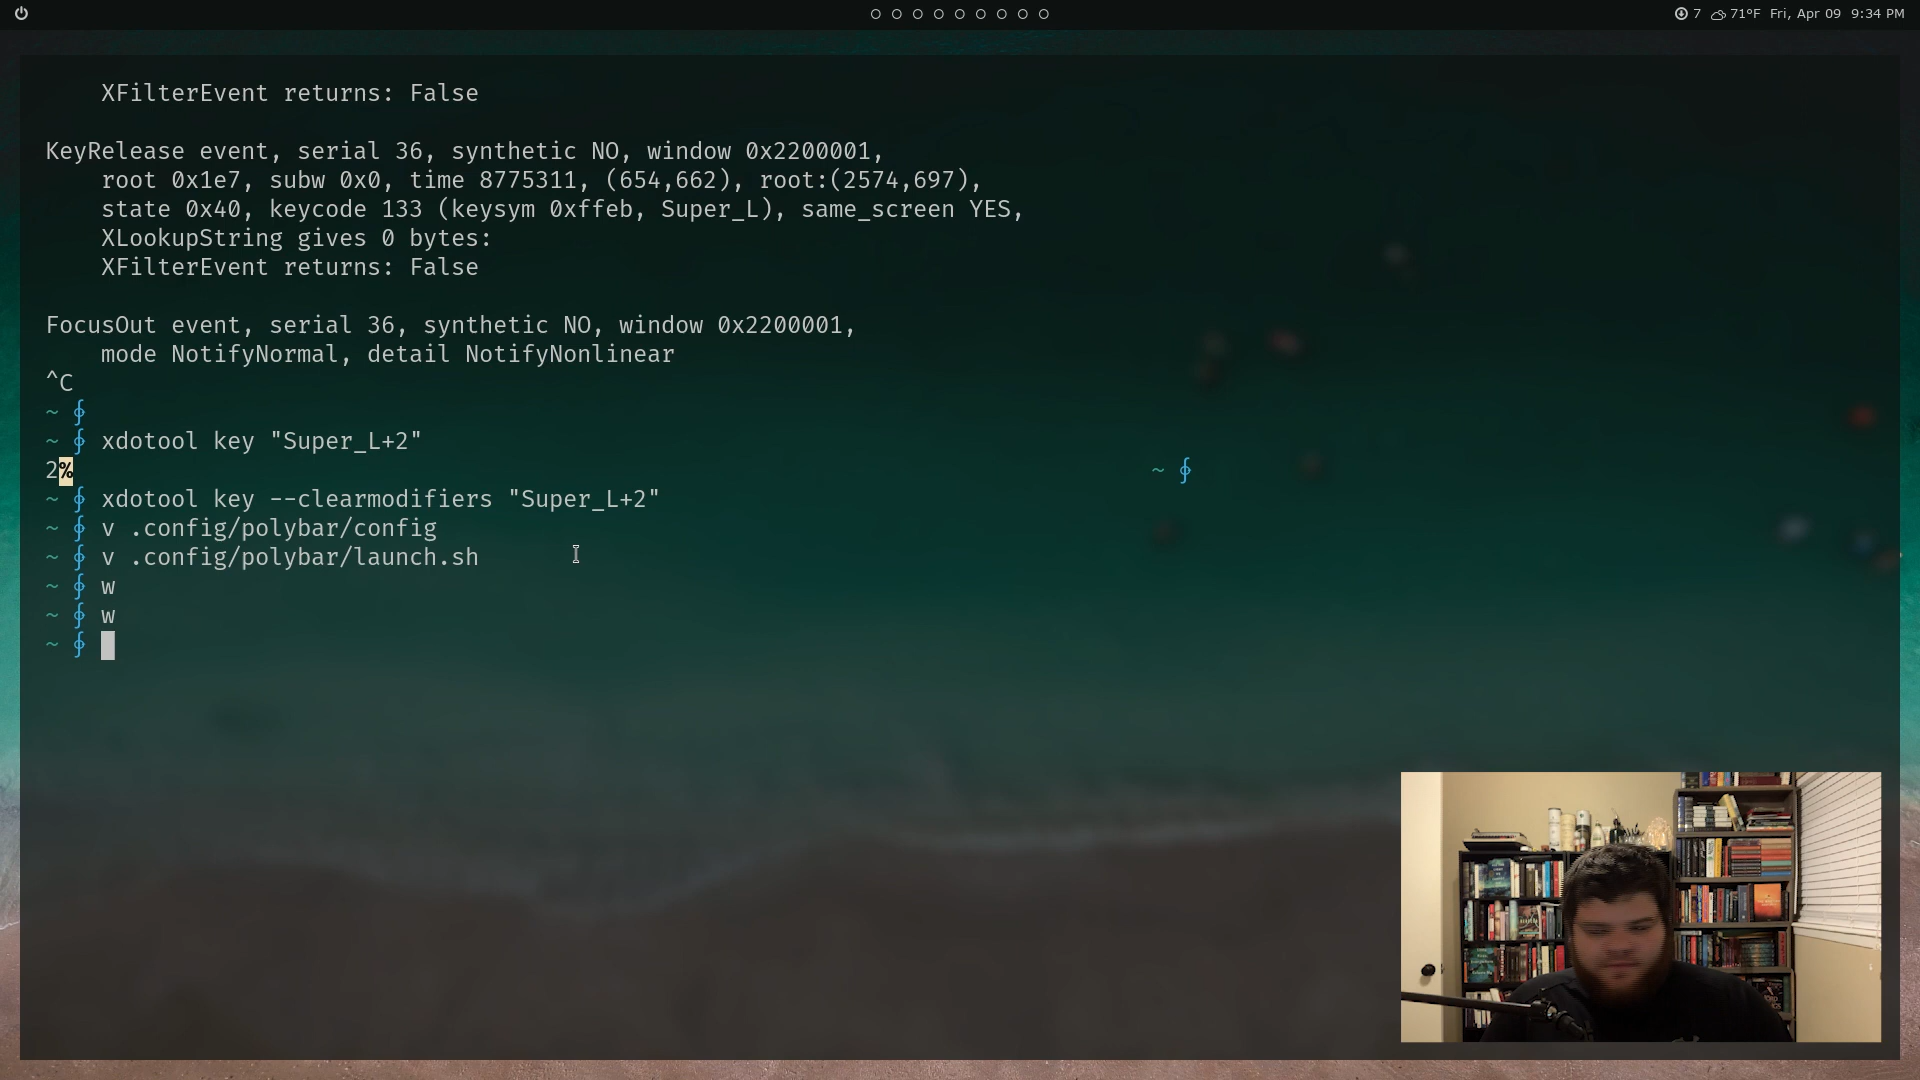 7 71°F Fri, Apr 09 9:34 PM
XFilterEvent returns: False
KeyRelease event, serial 36, synthetic NO, window 0x2200001,
root 0x1e7, subw 0x0, time 8775311, (654,662), root:(2574,697),
state 0x40, keycode 133 (keysym 0xffeb, Super_L), same_screen YES,
XLookupString gives 0 bytes:
XFilterEvent returns: False
FocusOut event, serial 36, synthetic NO, window 0x2200001,
mode NotifyNormal, detail NotifyNonlinear
^C
~ ∮
~ ∮ xdotool key "Super_L+2"
2% ~ ∮
~ ∮ xdotool key --clearmodifiers "Super_L+2"
~ ∮ v .config/polybar/config
~ ∮ v .config/polybar/launch.sh
~ ∮ w
~ ∮ w
~ ∮